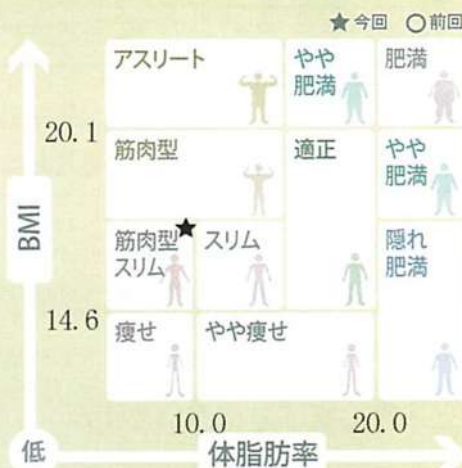 ★今回 ○前回
アスリート
やや
肥満
肥満
20.1
筋肉型
適正
やや
肥満
BMI
筋肉型
スリム
スリム
隠れ
肥満
14.6
痩せ
やや痩せ
10.0
20.0
低
体脂肪率